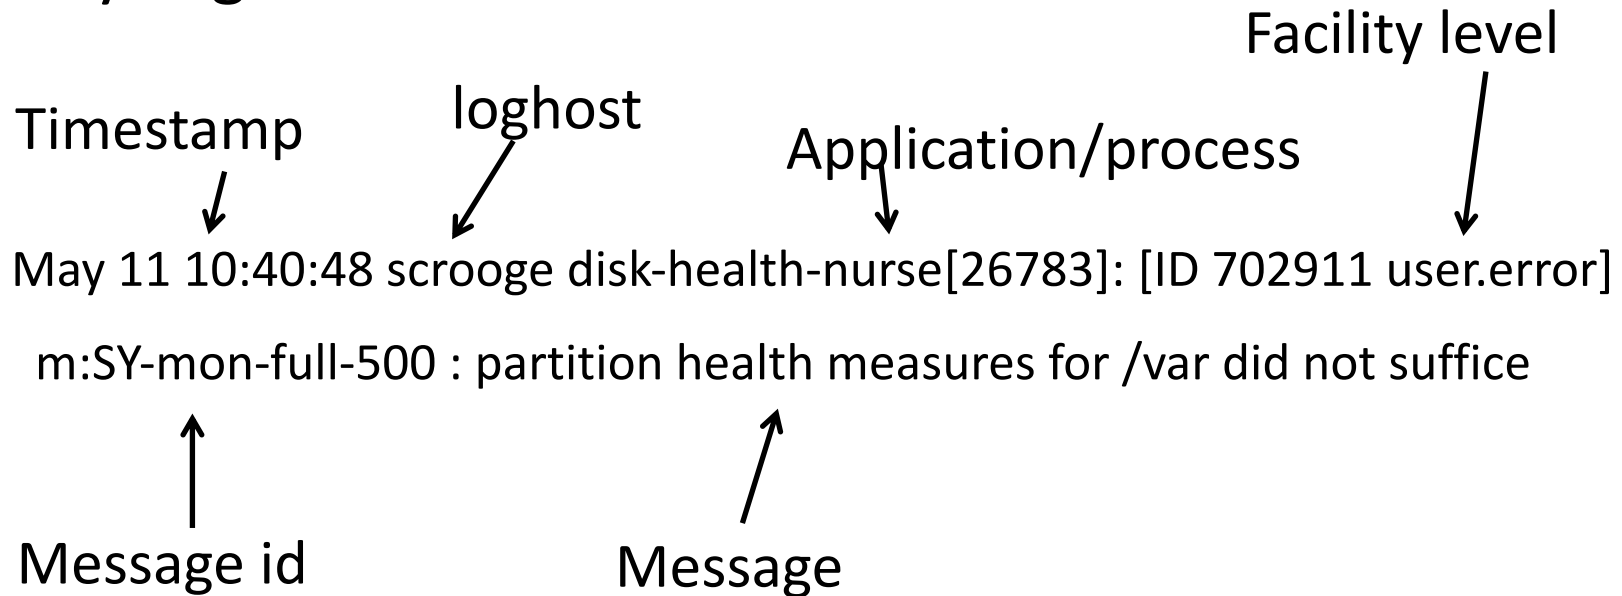 Facility level
loghost
Timestamp
Application/process
May 11 10:40:48 scrooge disk-health-nurse[26783]: [ID 702911 user.error]
m:SY-mon-full-500 : partition health measures for /var did not suffice
Message id
Message